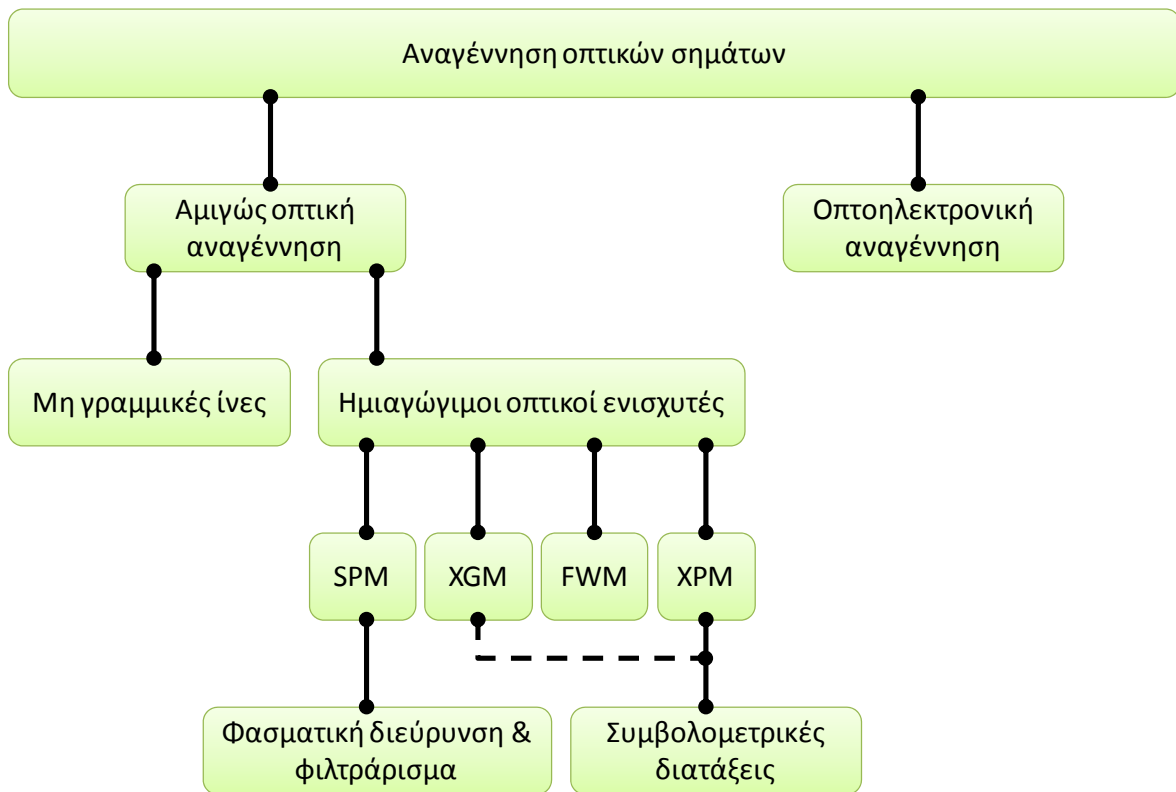 Αναγέννηση οπτικών σημάτων
Αμιγώς οπτική
αναγέννηση
Οπτοηλεκτρονική
αναγέννηση
Μη γραμμικές ίνες
Ημιαγώγιμοι οπτικοί ενισχυτές
SPM
XGM
FWM
XPM
Φασματική διεύρυνση &
φιλτράρισμα
Συμβολομετρικές
διατάξεις